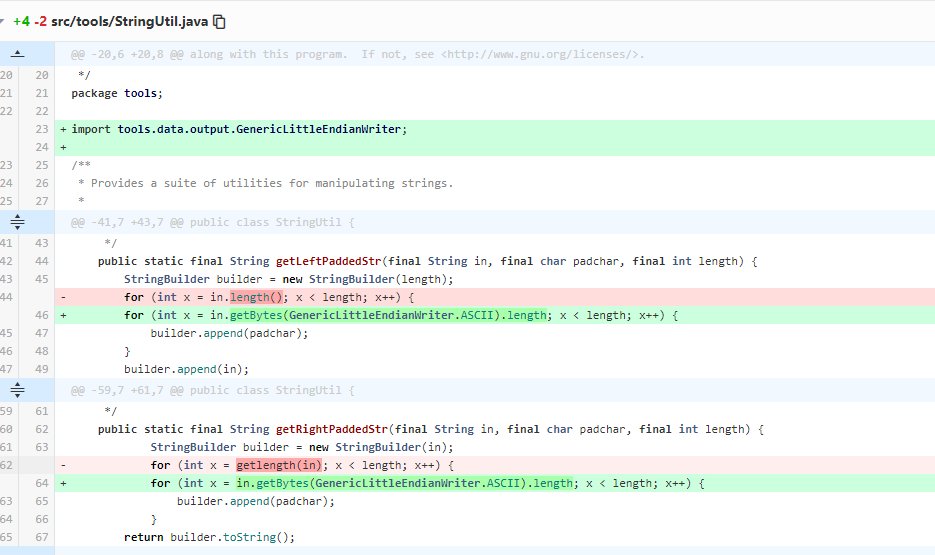 +4 -2 src/tools/StringUtil.java
@@ -20,6 +20,8 @@ along with this program.  If not, see <http://www.gnu.org/licenses/>.
20 20  */
21 21 package tools;
22 22
23 + import tools.data.output.GenericLittleEndianWriter;
24 +
23 25 /**
24 26  * Provides a suite of utilities for manipulating strings.
25 27  *
@@ -41,7 +43,7 @@ public class StringUtil {
41 43      */
42 44     public static final String getLeftPaddedStr(final String in, final char padchar, final int length) {
43 45         StringBuilder builder = new StringBuilder(length);
44 -         for (int x = in.length(); x < length; x++) {
46 +         for (int x = in.getBytes(GenericLittleEndianWriter.ASCII).length; x < length; x++) {
45 47             builder.append(padchar);
46 48         }
47 49         builder.append(in);
@@ -59,7 +61,7 @@ public class StringUtil {
59 61      */
60 62     public static final String getRightPaddedStr(final String in, final char padchar, final int length) {
61 63             StringBuilder builder = new StringBuilder(in);
62 -             for (int x = getlength(in); x < length; x++) {
64 +             for (int x = in.getBytes(GenericLittleEndianWriter.ASCII).length; x < length; x++) {
63 65                 builder.append(padchar);
64 66             }
65 67         return builder.toString();